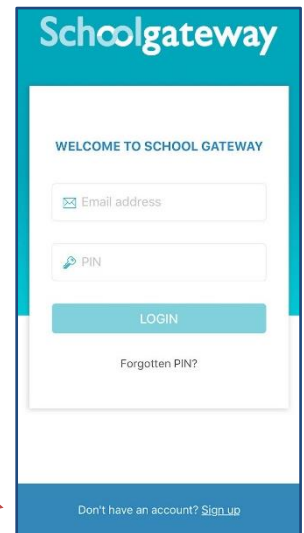 Schoolgateway
WELCOME TO SCHOOL GATEWAY
Email address
PIN
LOGIN
Forgotten PIN?
Don't have an account? Sign up